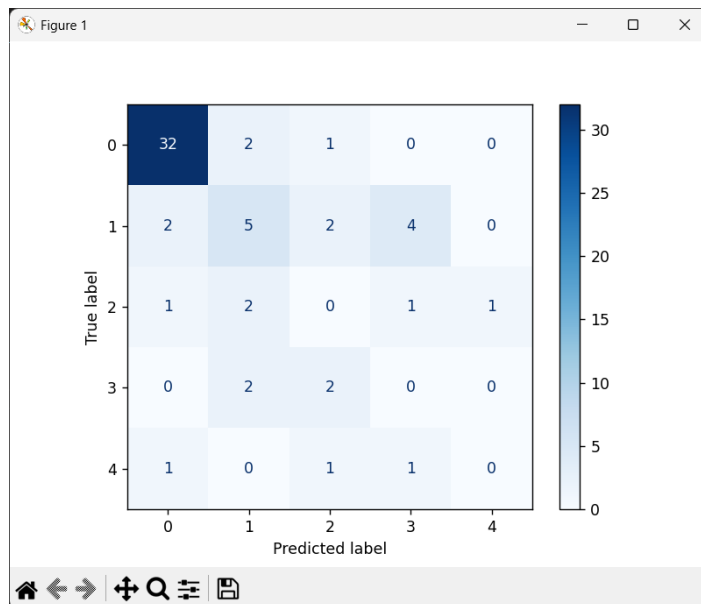 Figure 1
0 32 2 1 0 0
1 2 5 2 4 0
2 1 2 0 1 1
3 0 2 2 0 0
4 1 0 1 1 0
0 1 2 3 4
True label
Predicted label
30
25
20
15
10
5
0